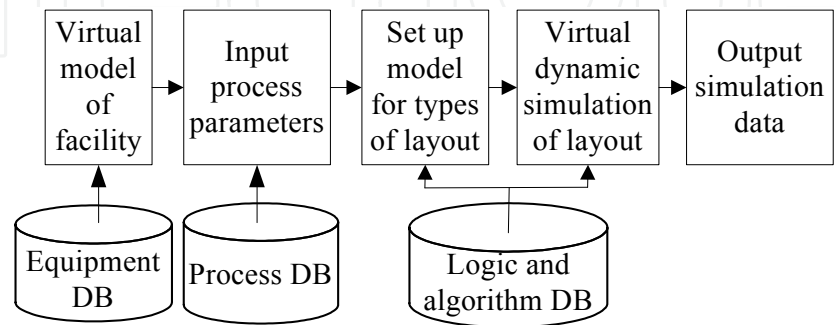 Virtual
model
of
facility
Input
process
parameters
Set up
model
for types
of layout
Virtual
dynamic
simulation
of layout
Output
simulation
data
Equipment
DB
Process DB
Logic and
algorithm DB